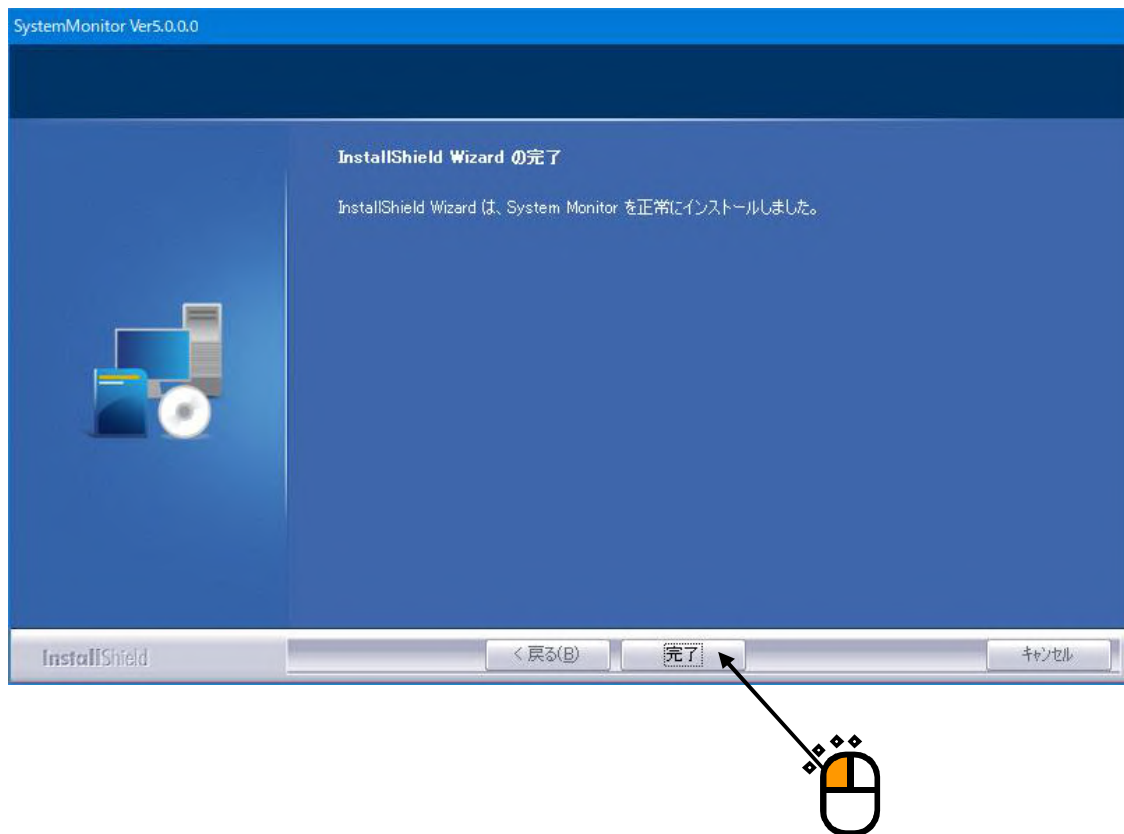 SystemMonitor Ver5.0.0.0
InstallShield Wizard の完了
InstallShield Wizard は、System Monitor を正常にインストールしました。
InstallShield
< 戻る(B)
完了
キャンセル